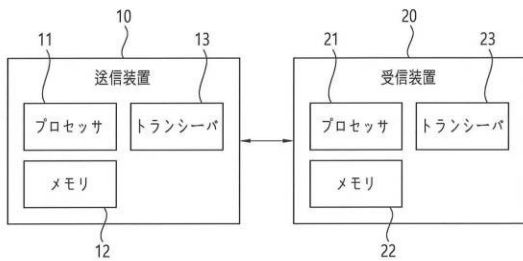 10 20
11 13 21 23
送信装置 受信装置
プロセッサ トランシーバ プロセッサ トランシーバ
メモリ メモリ
12 22